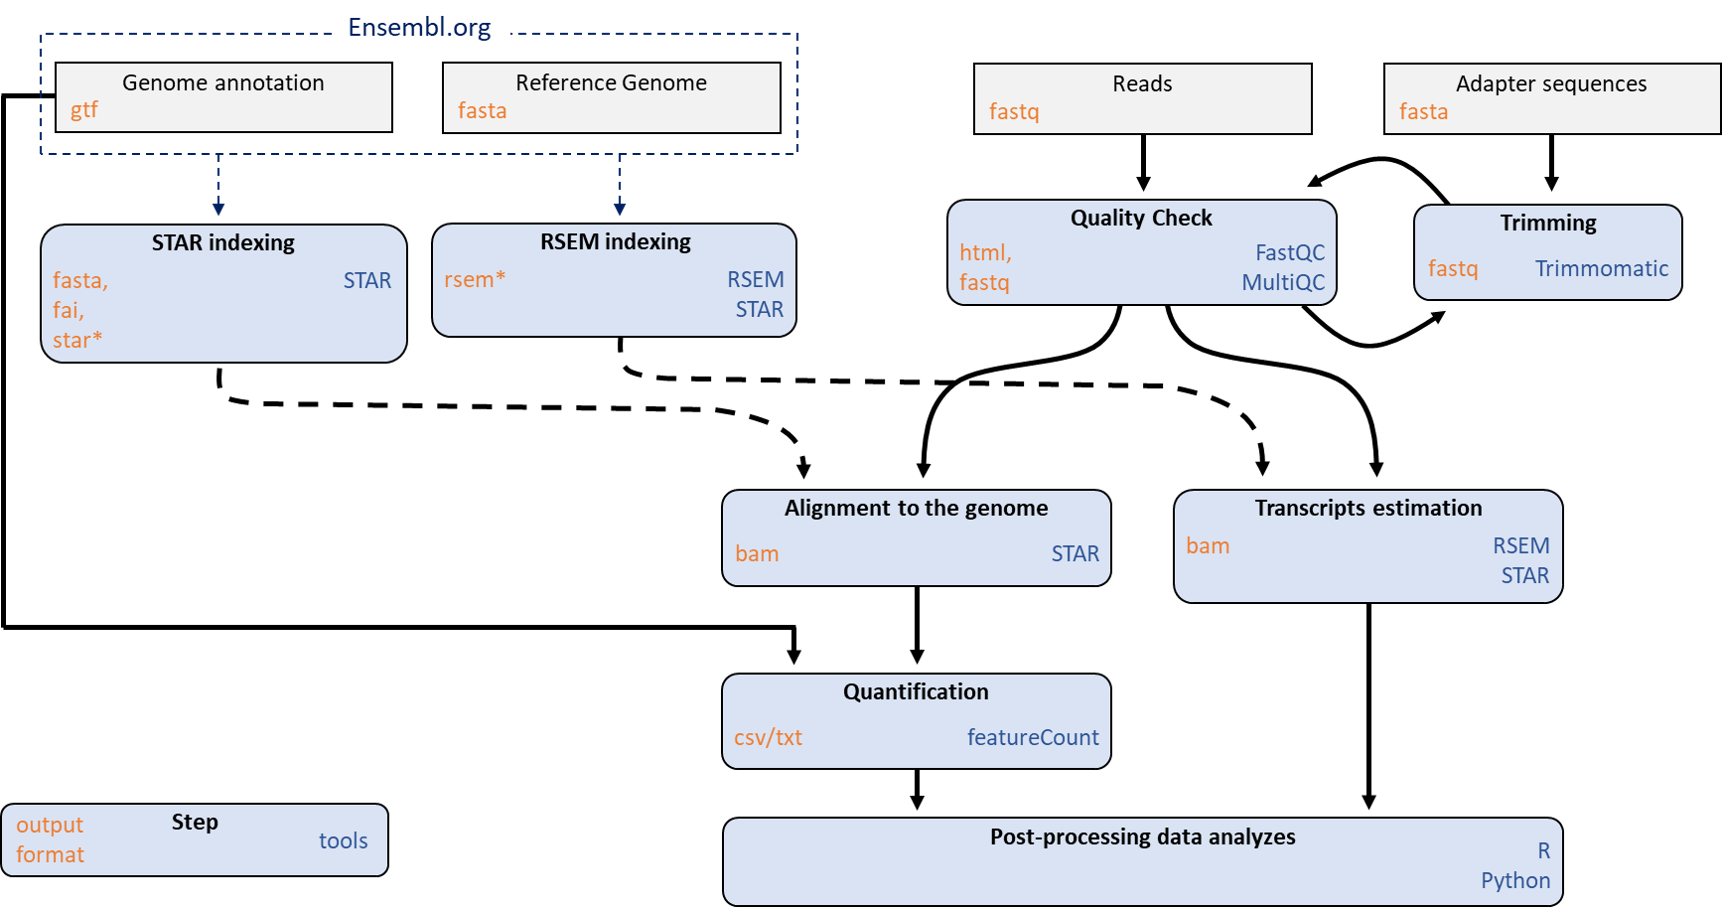 Ensembl.org
Genome annotation
gtf
Reference Genome
fasta
Reads
fastq
Adapter sequences
fasta
STAR indexing
fasta,
fai,
star*
STAR
RSEM indexing
rsem*
RSEM
STAR
Quality Check
html,
fastq
FastQC
MultiQC
Trimming
fastq
Trimmomatic
Alignment to the genome
bam
STAR
Transcripts estimation
bam
RSEM
STAR
Quantification
csv/txt
featureCount
Step
output
format
tools
Post-processing data analyzes
R
Python